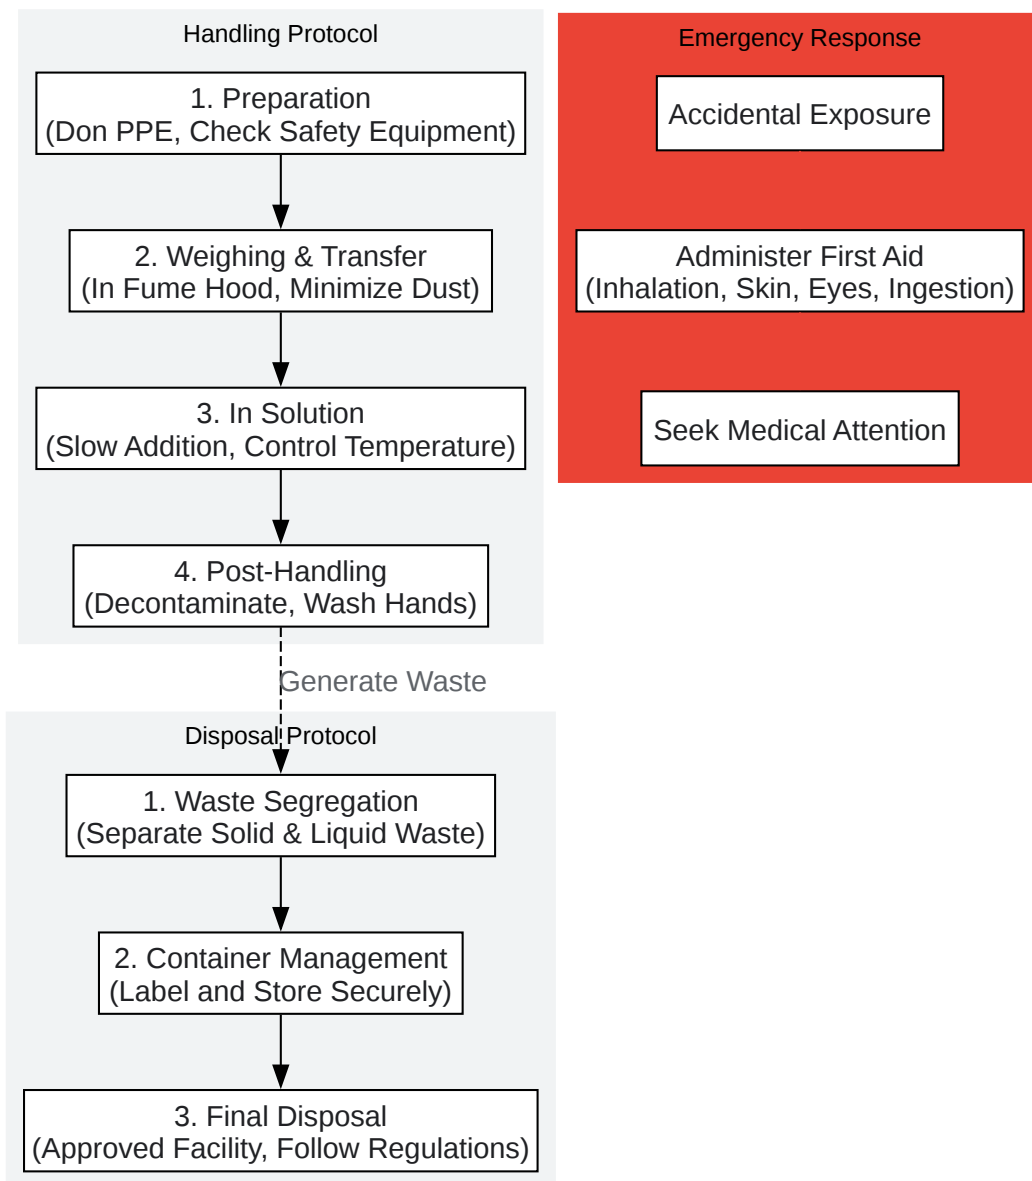 Handling Protocol
1. Preparation
(Don PPE, Check Safety Equipment)
2. Weighing & Transfer
(In Fume Hood, Minimize Dust)
3. In Solution
(Slow Addition, Control Temperature)
4. Post-Handling
(Decontaminate, Wash Hands)
Generate Waste
Disposal Protocol
1. Waste Segregation
(Separate Solid & Liquid Waste)
2. Container Management
(Label and Store Securely)
3. Final Disposal
(Approved Facility, Follow Regulations)
Emergency Response
Accidental Exposure
Administer First Aid
(Inhalation, Skin, Eyes, Ingestion)
Seek Medical Attention